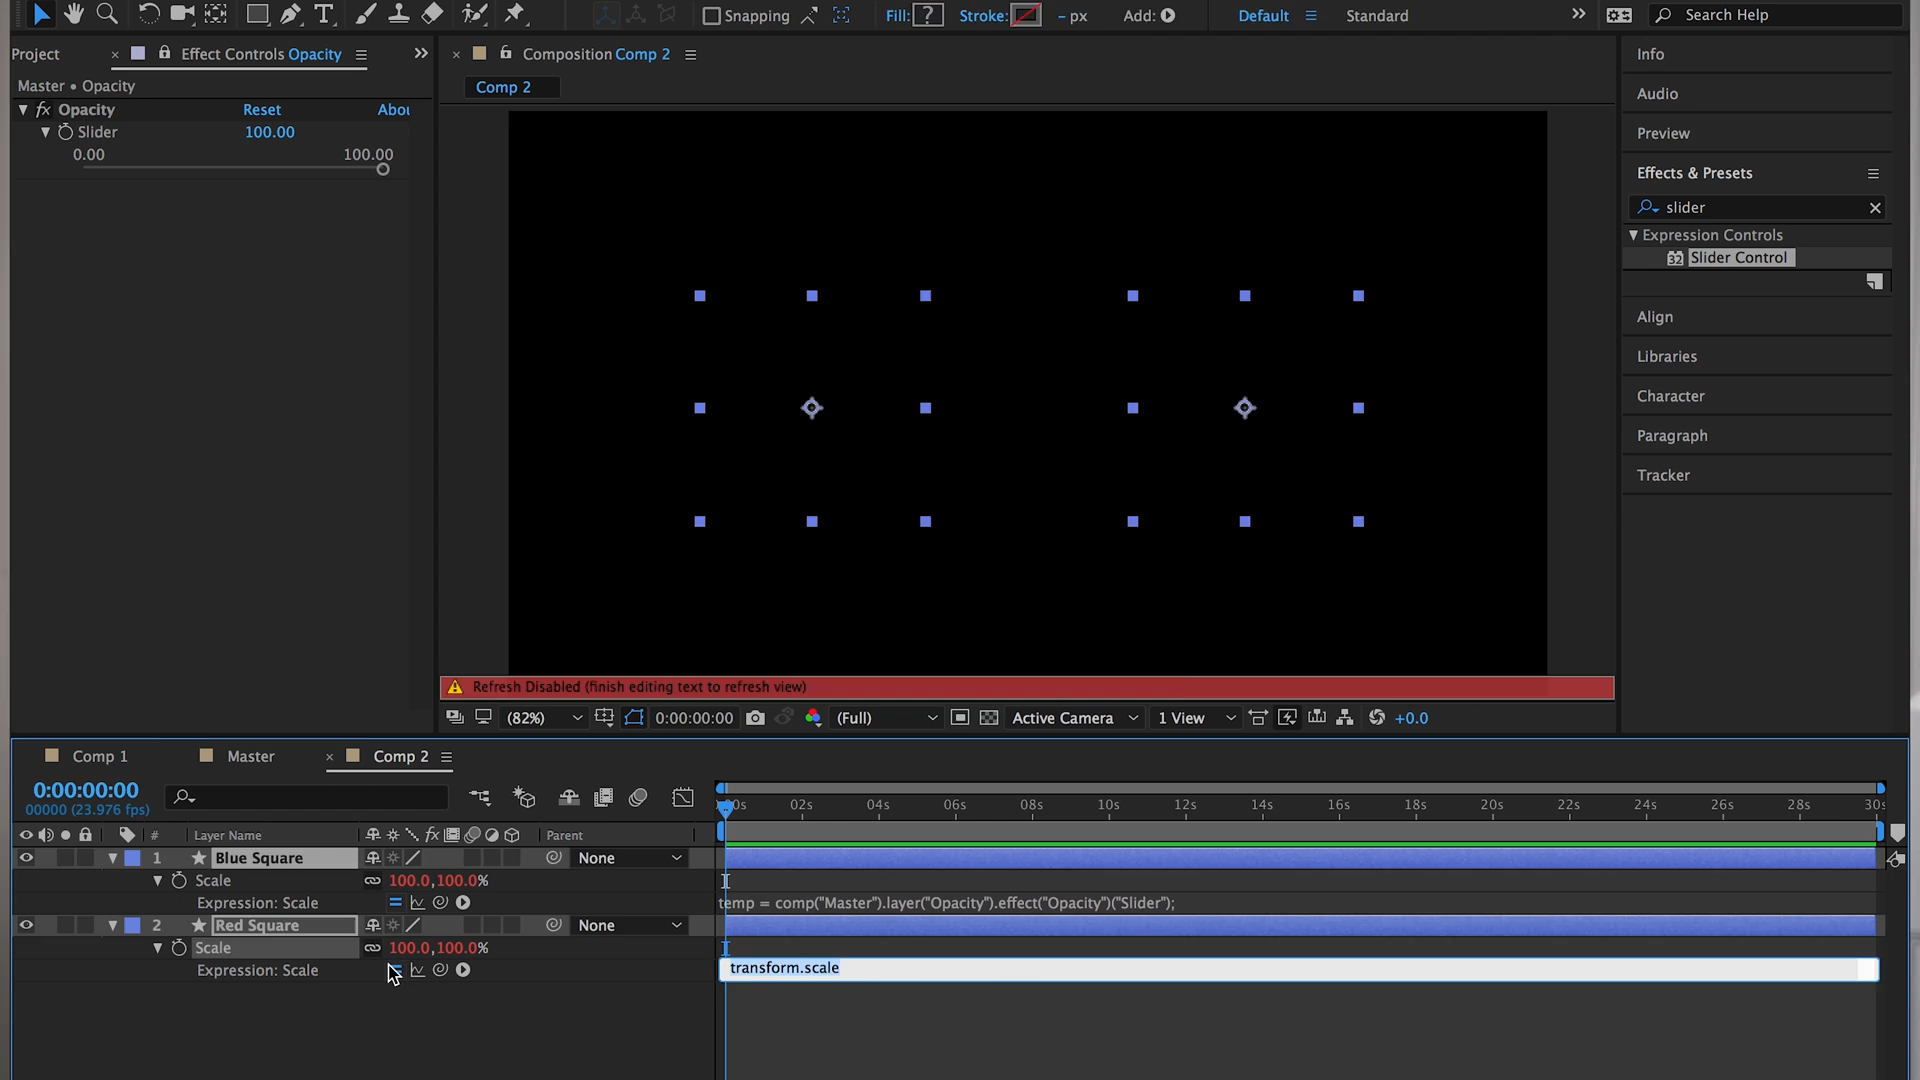 Snapping
Fill: ?
Stroke:
- px
Add:
Default
Standard
Search Help
Project
Effect Controls Opacity
Composition Comp 2
Comp 2
Master • Opacity
fx Opacity
Reset
Abou
Slider
100.00
0.00
100.00
Info
Audio
Preview
Effects & Presets
slider
Expression Controls
32 Slider Control
Align
Libraries
Character
Paragraph
Tracker
Refresh Disabled (finish editing text to refresh view)
(82%)
0:00:00:00
(Full)
Active Camera
1 View
+0.0
Comp 1
Master
Comp 2
0:00:00:00
00000 (23.976 fps)
00s 02s 04s 06s 08s 10s 12s 14s 16s 18s 20s 22s 24s 26s 28s 30s
# Layer Name fx Parent
1 Blue Square None
Scale 100.0,100.0%
Expression: Scale
temp = comp("Master").layer("Opacity").effect("Opacity")("Slider");
2 Red Square None
Scale 100.0,100.0%
Expression: Scale
transform.scale